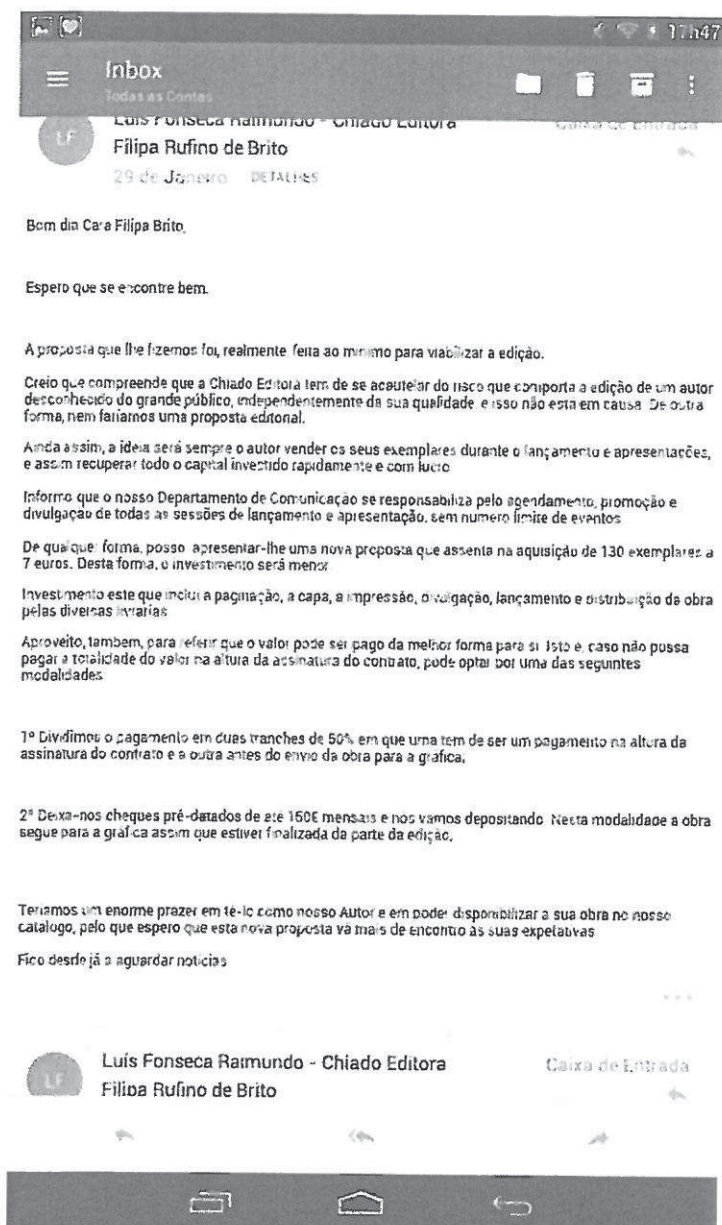 17h47
Inbox
Todas as Contas
Luís Fonseca Raimundo - Chiado Editora
Caixa de Entrada
LF
Filipa Rufino de Brito
29 de Janeiro DETALHES
Bom dia Cara Filipa Brito,
Espero que se encontre bem.
A proposta que lhe fizemos foi, realmente feita ao minimo para viabilizar a edição.
Creio que compreende que a Chiado Editora tem de se acautelar do risco que comporta a edição de um autor
desconhecido do grande público, independentemente da sua qualidade e isso não esta em causa De outra
forma, nem fariamos uma proposta editorial.
Ainda assim, a ideia será sempre o autor vender os seus exemplares durante o lançamento e apresentações,
e assim recuperar todo o capital investido rapidamente e com lucro
Informo que o nosso Departamento de Comunicação se responsabiliza pelo agendamento, promoção e
divulgação de todas as sessões de lançamento e apresentação, sem numero limite de eventos
De qualquer forma, posso apresentar-lhe uma nova proposta que assenta na aquisição de 130 exemplares a
7 euros. Desta forma, o investimento será menor
Investimento este que inclui a paginação, a capa, a impressão, divulgação, lançamento e distribuição da obra
pelas diversas livrarias
Aproveito, tambem, para referir que o valor pode ser pago da melhor forma para si Isto é, caso não possa
pagar a totalidade do valor na altura da assinatura do contrato, pode optar por uma das seguintes
modalidades
1º Dividimos o pagamento em duas tranches de 50% em que uma tem de ser um pagamento na altura da
assinatura do contrato e a outra antes do envio da obra para a grafica,
2º Deixa-nos cheques pré-datados de até 150€ mensais e nos vamos depositando Nesta modalidade a obra
segue para a gráfica assim que estiver finalizada da parte da edição,
Teriamos um enorme prazer em tê-lo como nosso Autor e em poder disponibilizar a sua obra no nosso
catalogo, pelo que espero que esta nova proposta vá mais de encontro às suas expetativas
Fico desde já a aguardar noticias
LF
Luís Fonseca Raimundo - Chiado Editora
Caixa de Entrada
Filipa Rufino de Brito